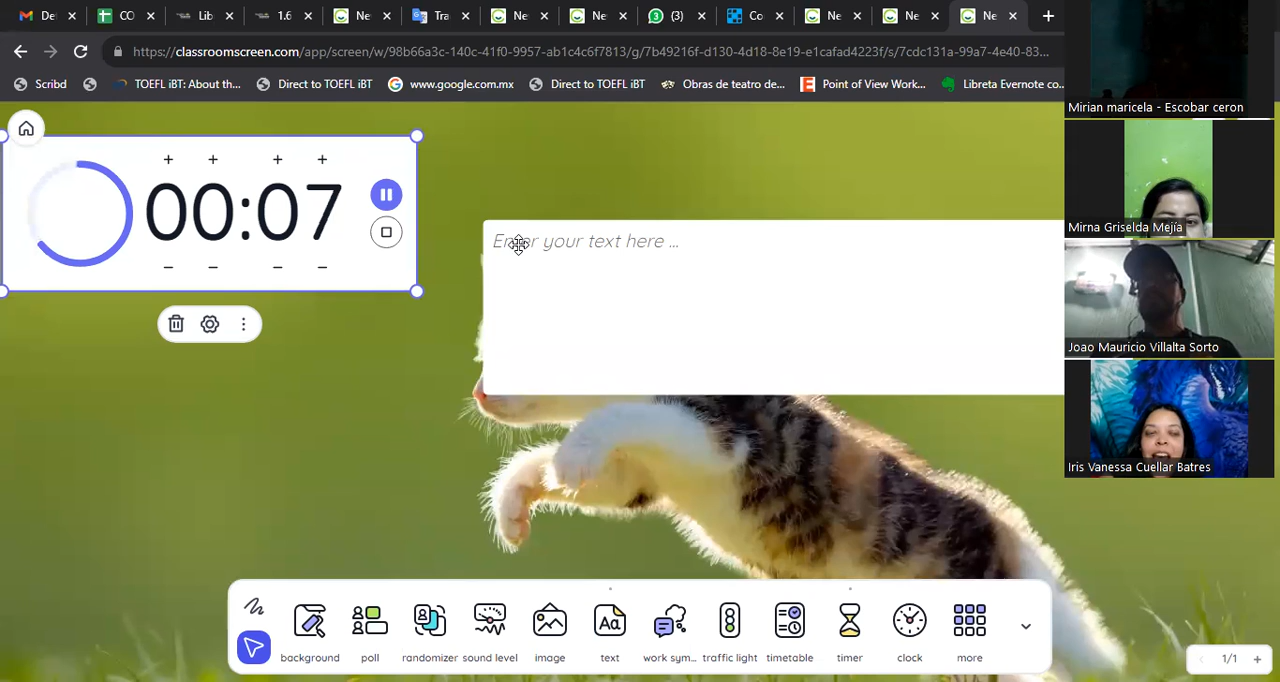 De
CO
Lib
1.6
Ne
Tra
Ne
Ne
(3)
Co
Ne
Ne
Ne
https://classroomscreen.com/app/screen/w/98b66a3c-140c-41f0-9957-ab1c4c6f7813/g/7b49216f-d130-4d18-8e19-e1cafad4223f/s/7cdc131a-99a7-4e40-83...
Scribd
TOEFL iBT: About th...
Direct to TOEFL iBT
www.google.com.mx
Direct to TOEFL iBT
Obras de teatro de...
Point of View Work...
Libreta Evernote co...
Mirian maricela - Escobar ceron
Mirna Griselda Mejía
Joao Mauricio Villalta Sorto
Iris Vanessa Cuellar Batres
+ + + +
00:07
− − − −
Enter your text here ...
background
poll
randomizer
sound level
image
text
work sym...
traffic light
timetable
timer
clock
more
1/1 +